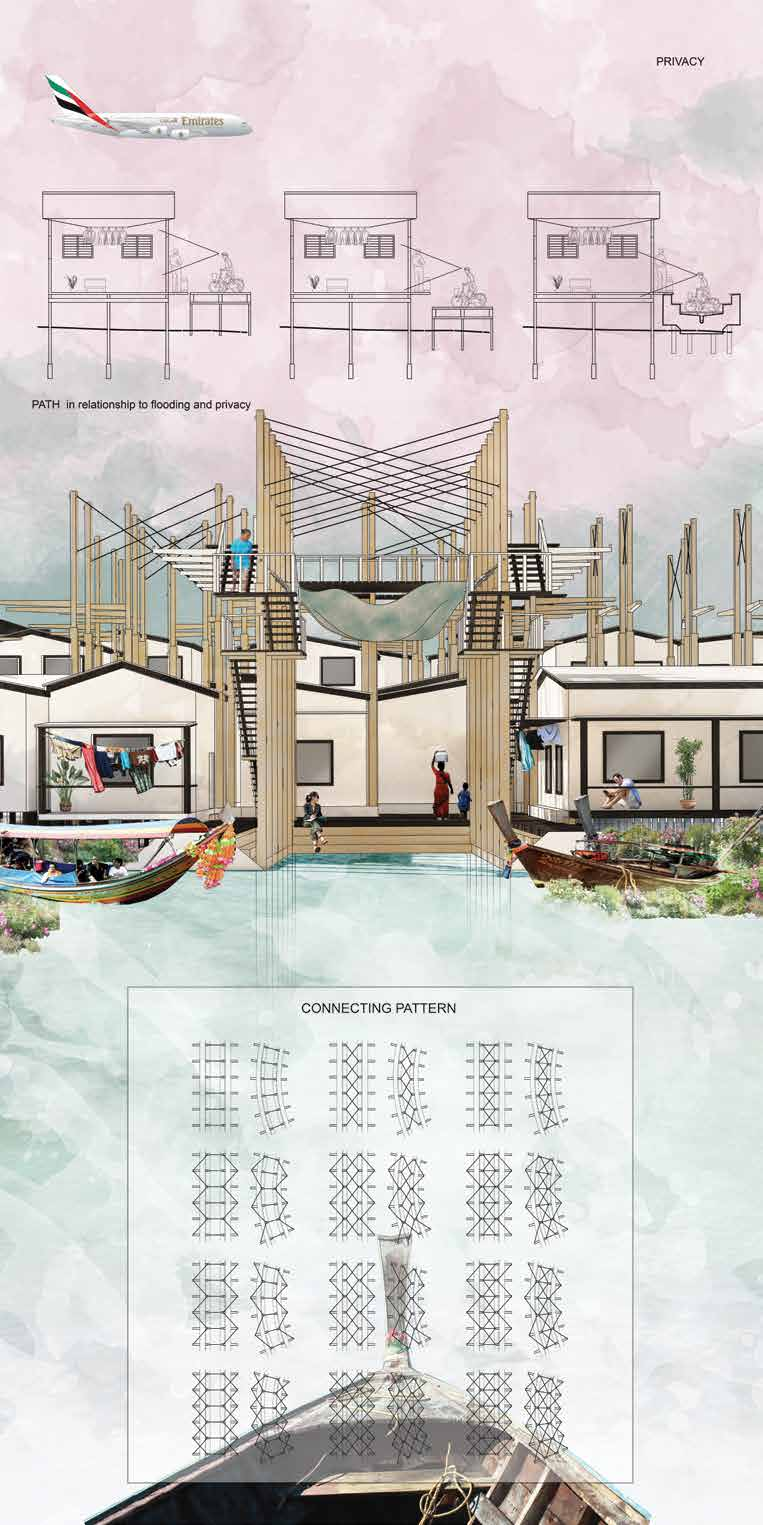 PRIVACY
Emirates
PATH in relationship to flooding and privacy
CONNECTING PATTERN